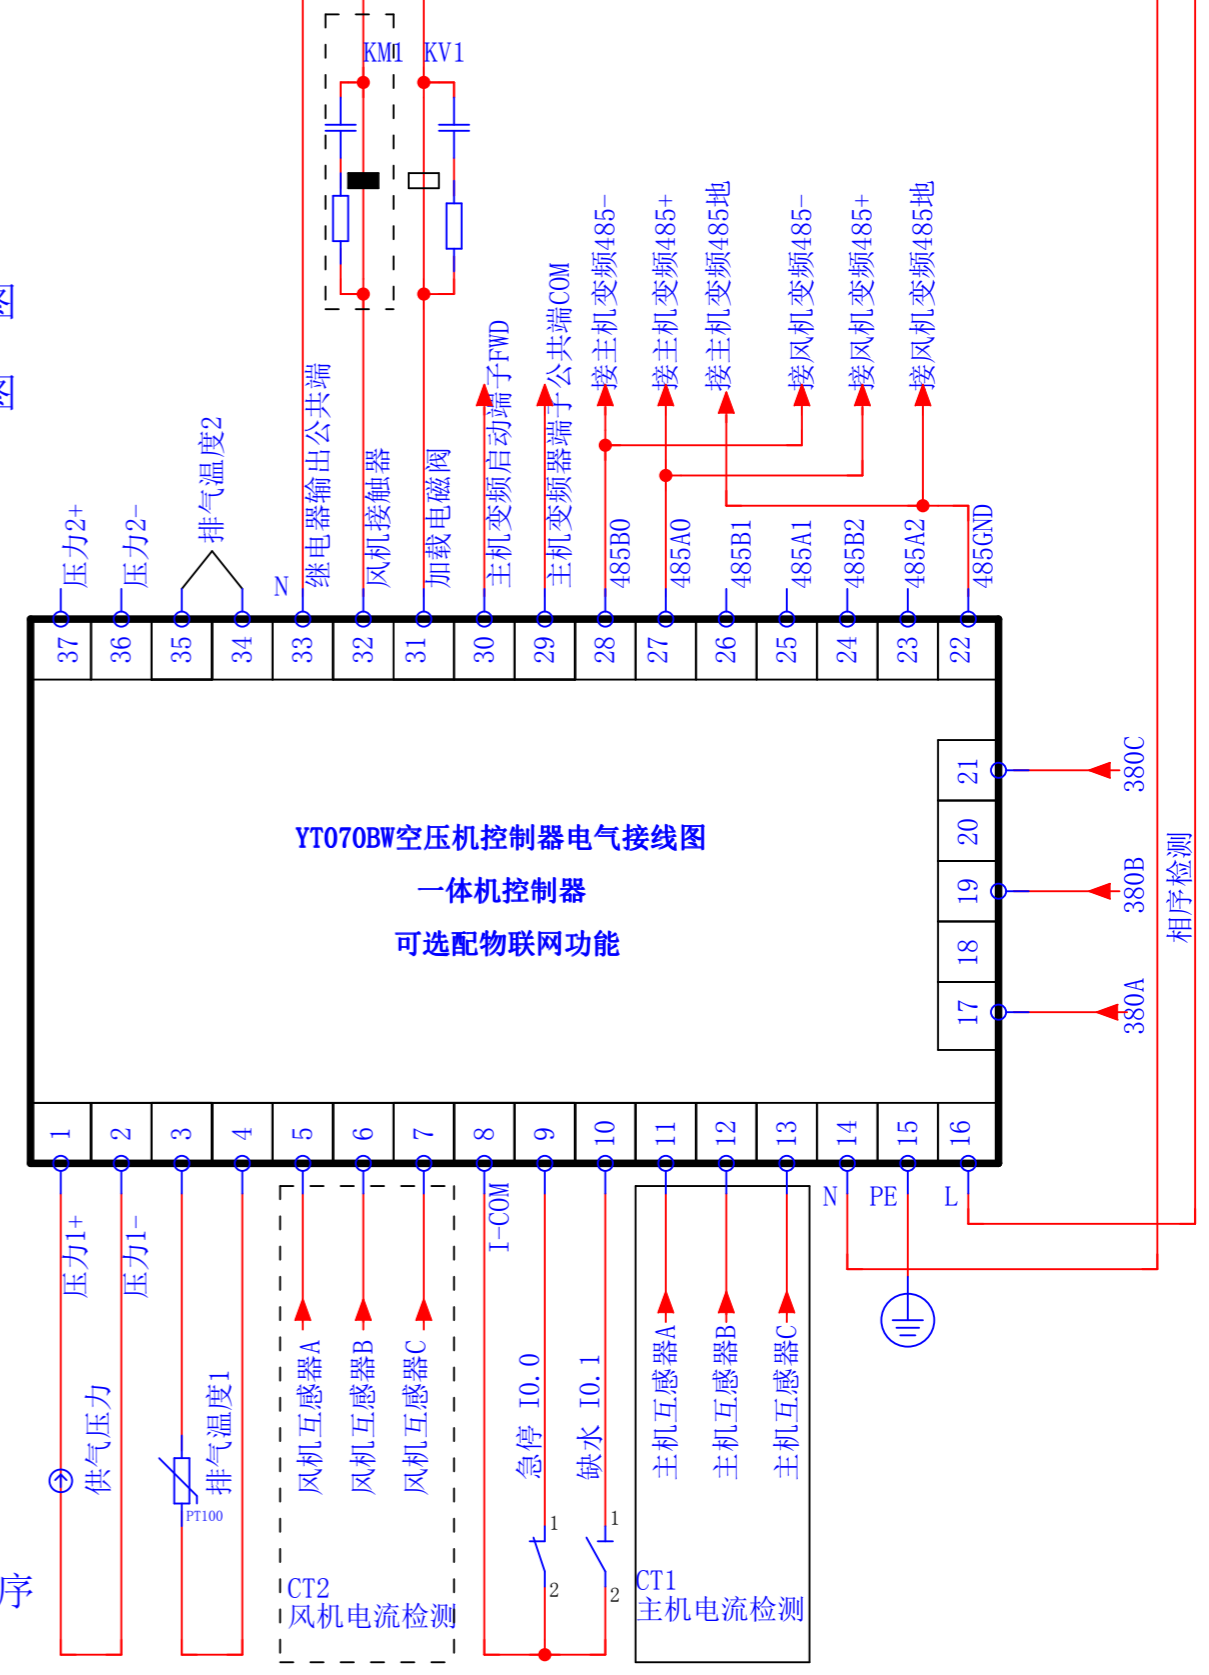 KM1
KV1
图
图
压力2+
压力2-
排气温度2
N
继电器输出公共端
风机接触器
加载电磁阀
主机变频启动端子FWD
主机变频器端子公共端COM
接主机变频485-
接主机变频485+
接主机变频485地
接风机变频485-
接风机变频485+
接风机变频485地
485B0
485A0
485B1
485A1
485B2
485A2
485GND
37
36
35
34
33
32
31
30
29
28
27
26
25
24
23
22
21
20
19
18
17
380C
380B
380A
相序检测
YT070BW空压机控制器电气接线图
一体机控制器
可选配物联网功能
1
2
3
4
5
6
7
8
9
10
11
12
13
14
15
16
压力1+
压力1-
I-COM
N
PE
L
供气压力
排气温度1
PT100
风机互感器A
风机互感器B
风机互感器C
急停 I0.0
缺水 I0.1
主机互感器A
主机互感器B
主机互感器C
1
2
1
2
CT2
风机电流检测
CT1
主机电流检测
序